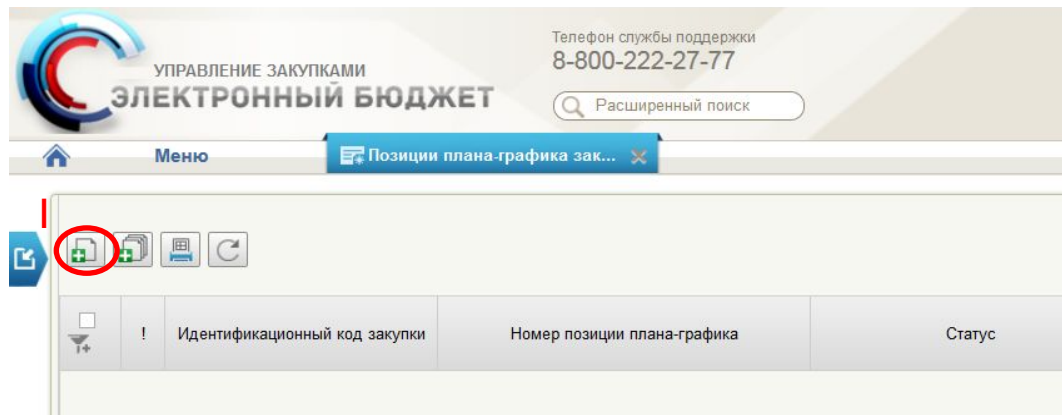 Телефон службы поддержки
8-800-222-27-77
УПРАВЛЕНИЕ ЗАКУПКАМИ
ЭЛЕКТРОННЫЙ БЮДЖЕТ
Расширенный поиск
Меню
Позиции плана-графика зак...
! Идентификационный код закупки Номер позиции плана-графика Статус